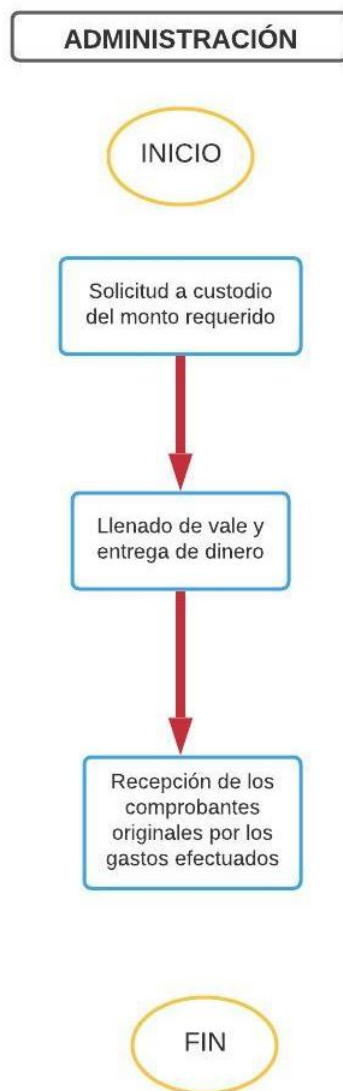 ADMINISTRACIÓN
INICIO
Solicitud a custodio
del monto requerido
Llenado de vale y
entrega de dinero
Recepción de los
comprobantes
originales por los
gastos efectuados
FIN